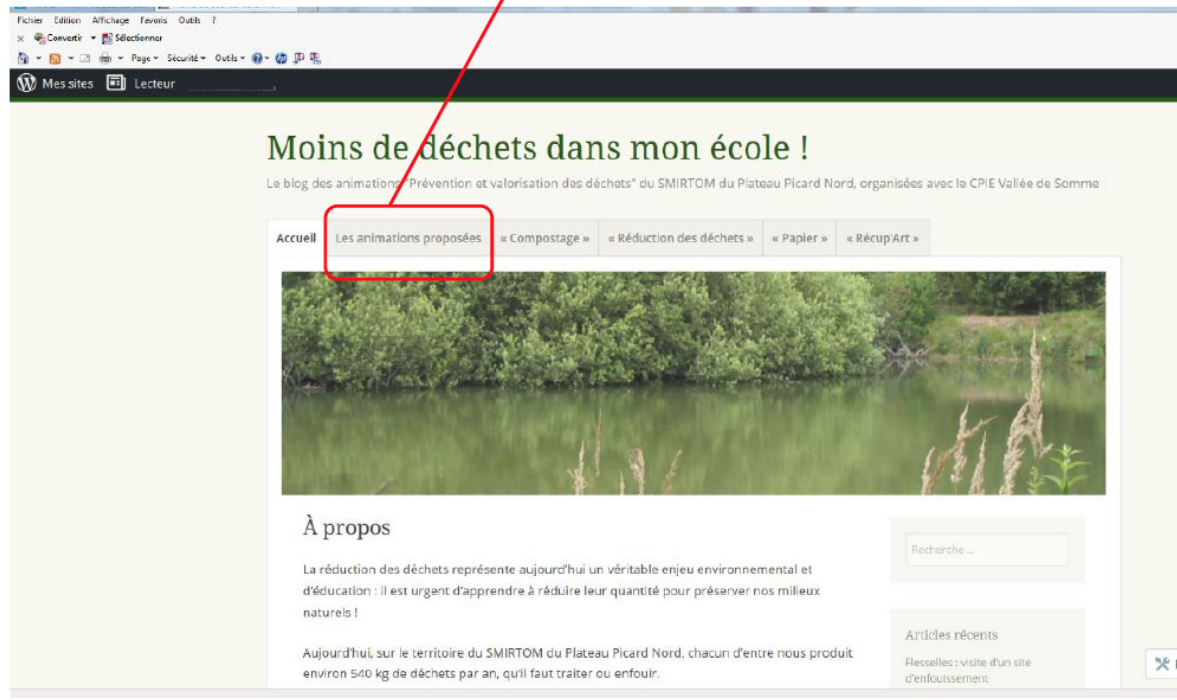 Fichier Edition Affichage Favoris Outils ?
x Convertir Sélectionner
Page Sécurité Outils
Mes sites Lecteur
Moins de déchets dans mon école !
Le blog des animations "Prévention et valorisation des déchets" du SMIRTOM du Plateau Picard Nord, organisées avec le CPIE Vallée de Somme
Accueil Les animations proposées « Compostage » « Réduction des déchets » « Papier » « Récup'Art »
À propos
Recherche ...
La réduction des déchets représente aujourd'hui un véritable enjeu environnemental et
d'éducation : il est urgent d'apprendre à réduire leur quantité pour préserver nos milieux
naturels !
Aujourd'hui, sur le territoire du SMIRTOM du Plateau Picard Nord, chacun d'entre nous produit
environ 540 kg de déchets par an, qu'il faut traiter ou enfouir.
Articles récents
Flesselles : visite d'un site
d'enfouissement